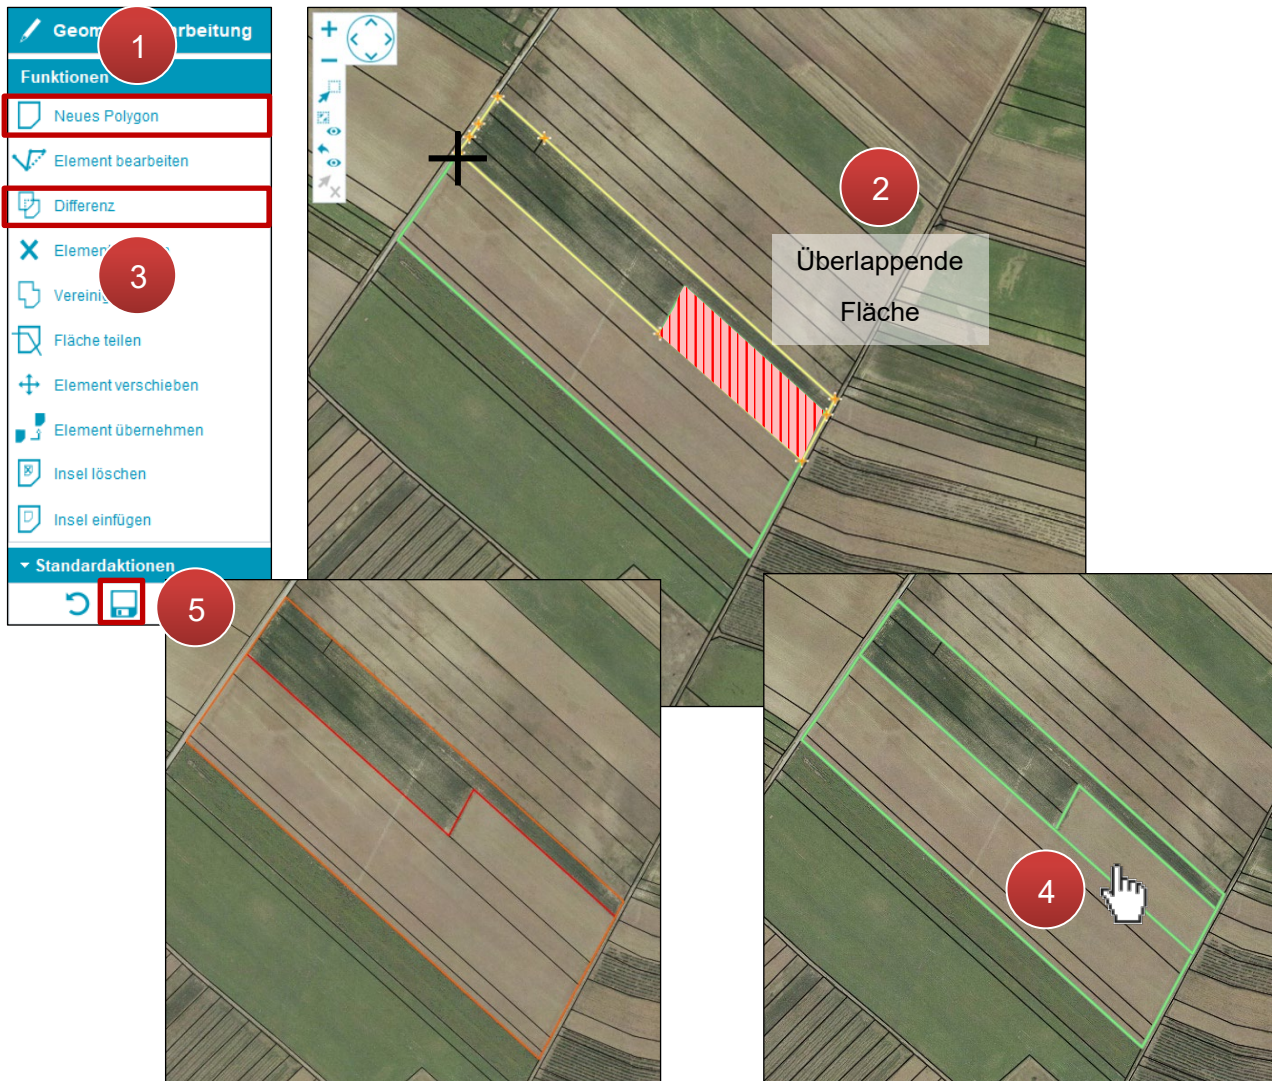 Geom rbeitung
1
Funktionen
Neues Polygon
Element bearbeiten
Differenz
Elemen
3
Vereini
Fläche teilen
Element verschieben
Element übernehmen
Insel löschen
Insel einfügen
Standardaktionen
5
2
Überlappende
Fläche
4